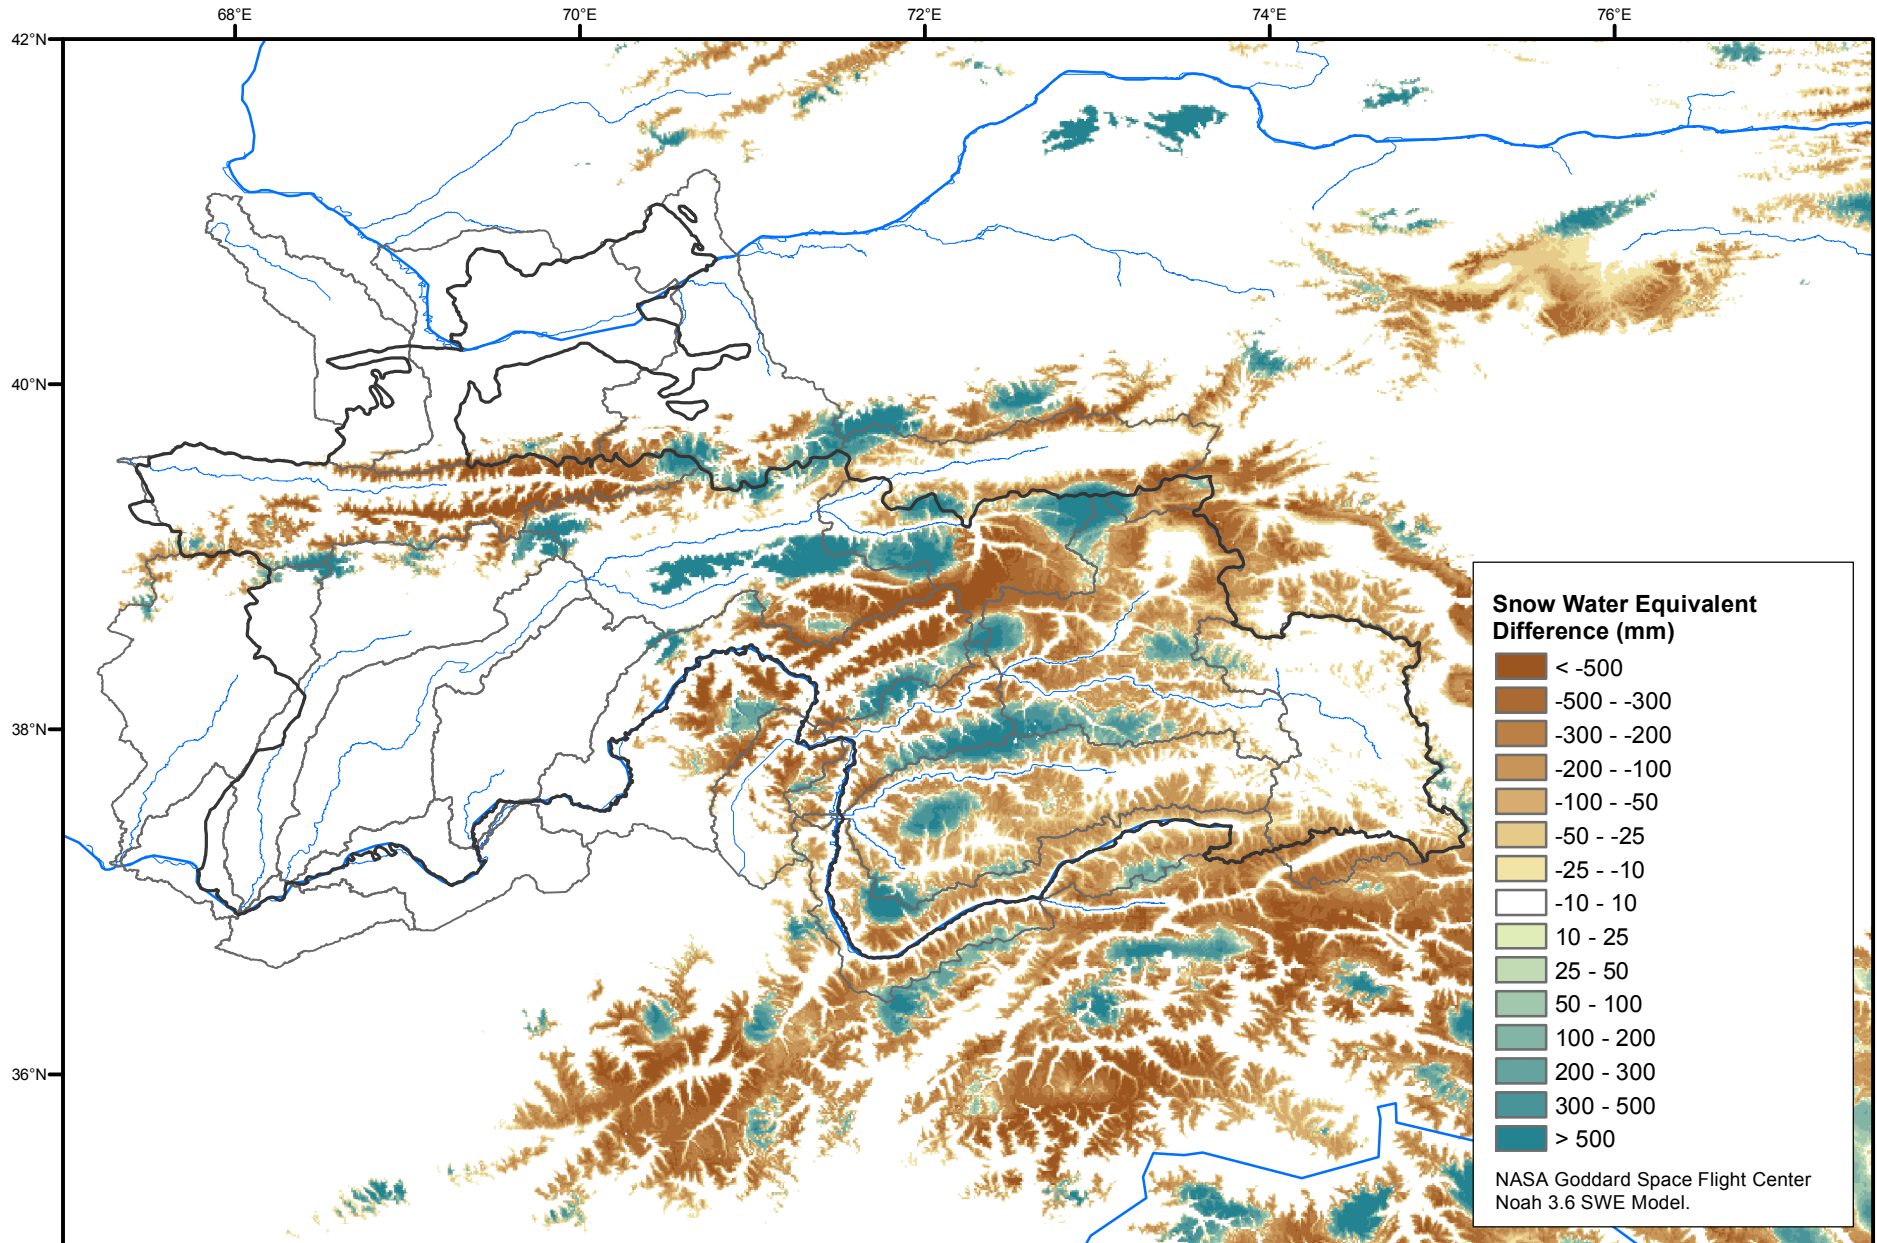 68°E
70°E
72°E
74°E
76°E
42°N
40°N
38°N
36°N
Snow Water Equivalent
Difference (mm)
< -500
-500 - -300
-300 - -200
-200 - -100
-100 - -50
-50 - -25
-25 - -10
-10 - 10
10 - 25
25 - 50
50 - 100
100 - 200
200 - 300
300 - 500
> 500
NASA Goddard Space Flight Center
Noah 3.6 SWE Model.